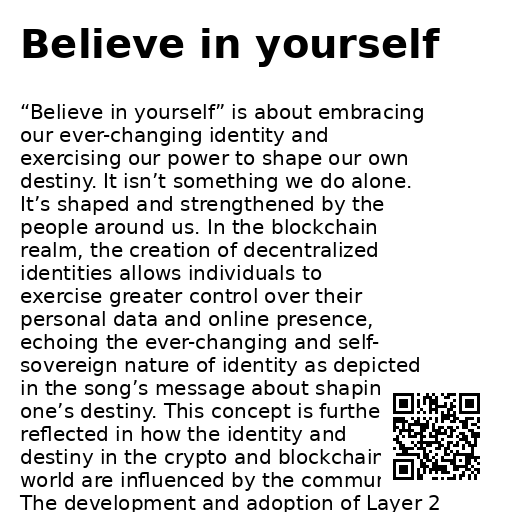 Believe in yourself
“Believe in yourself” is about embracing
our ever-changing identity and
exercising our power to shape our own
destiny. It isn’t something we do alone.
It’s shaped and strengthened by the
people around us. In the blockchain
realm, the creation of decentralized
identities allows individuals to
exercise greater control over their
personal data and online presence,
echoing the ever-changing and self-
sovereign nature of identity as depicted
in the song’s message about shapin
one’s destiny. This concept is furthe
reflected in how the identity and
destiny in the crypto and blockchain
world are influenced by the
The development and adoption of Layer 2